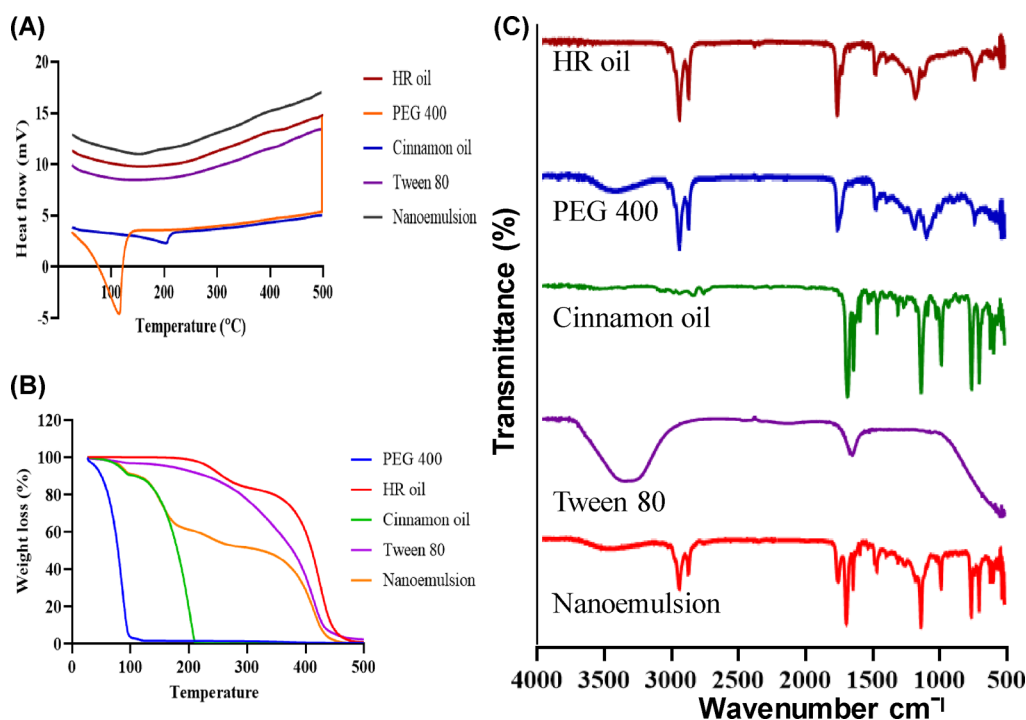 (A)
20
15
10
5
0
-5
Heat flow (mV)
100 200 300 400 500
Temperature (ºC)
HR oil
PEG 400
Cinnamon oil
Tween 80
Nanoemulsion
(B)
120
100
80
60
40
20
0
Weight loss (%)
0 100 200 300 400 500
Temperature
PEG 400
HR oil
Cinnamon oil
Tween 80
Nanoemulsion
(C)
Transmittance (%)
HR oil
PEG 400
Cinnamon oil
Tween 80
Nanoemulsion
4000 3500 3000 2500 2000 1500 1000 500
Wavenumber cm⁻ˡ